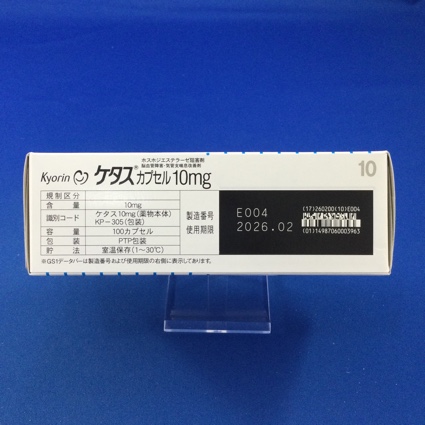 ホスホジエステラーゼ阻害剤
脳血管障害・気管支喘息改善剤
Kyorin ケタス®カプセル10mg
10
規制区分
含量 10mg
識別コード ケタス10mg(薬物本体) KP-305(包装)
容量 100カプセル
包装 PTP包装
貯法 室温保存(1~30℃)
※GS1データバーは製造番号および使用期限の右側に表示しております。
製造番号 E004
使用期限 2026.02
(17)260200(10)E004
(01)14987060003963